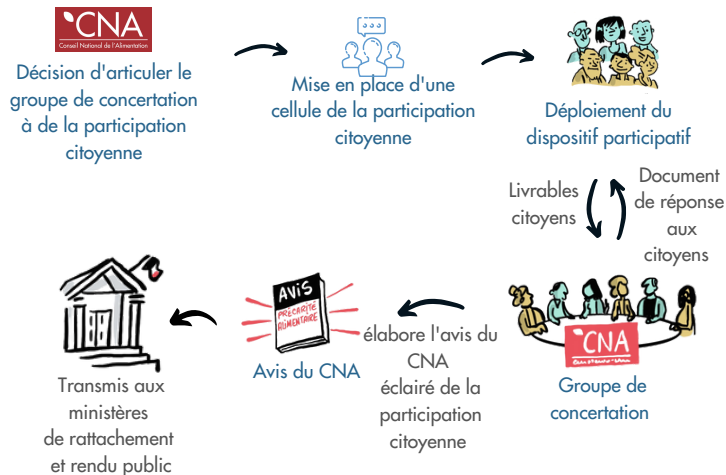 CNA
Conseil National de l'Alimentation
Décision d'articuler le
groupe de concertation
à de la participation
citoyenne
Mise en place d'une
cellule de la participation
citoyenne
Déploiement du
dispositif participatif
Livrables
citoyens
Document
de réponse
aux
citoyens
CNA
Groupe de
concertation
élabore l'avis du
CNA
éclairé de la
participation
citoyenne
AViS
PRÉCARITÉ
ALIMENTAIRE
Avis du CNA
Transmis aux
ministères
de rattachement
et rendu public